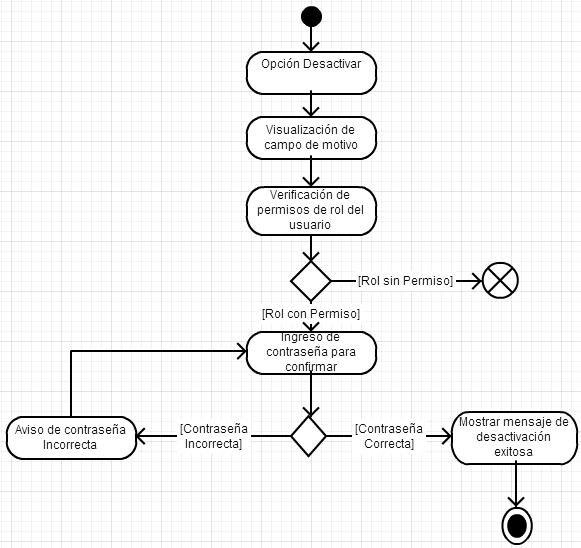 Opción Desactivar
Visualización de
campo de motivo
Verificación de
permisos de rol del
usuario
[Rol sin Permiso]
[Rol con Permiso]
Ingreso de
contraseña para
confirmar
Aviso de contraseña
Incorrecta
[Contraseña
Incorrecta]
[Contraseña
Correcta]
Mostrar mensaje de
desactivación
exitosa